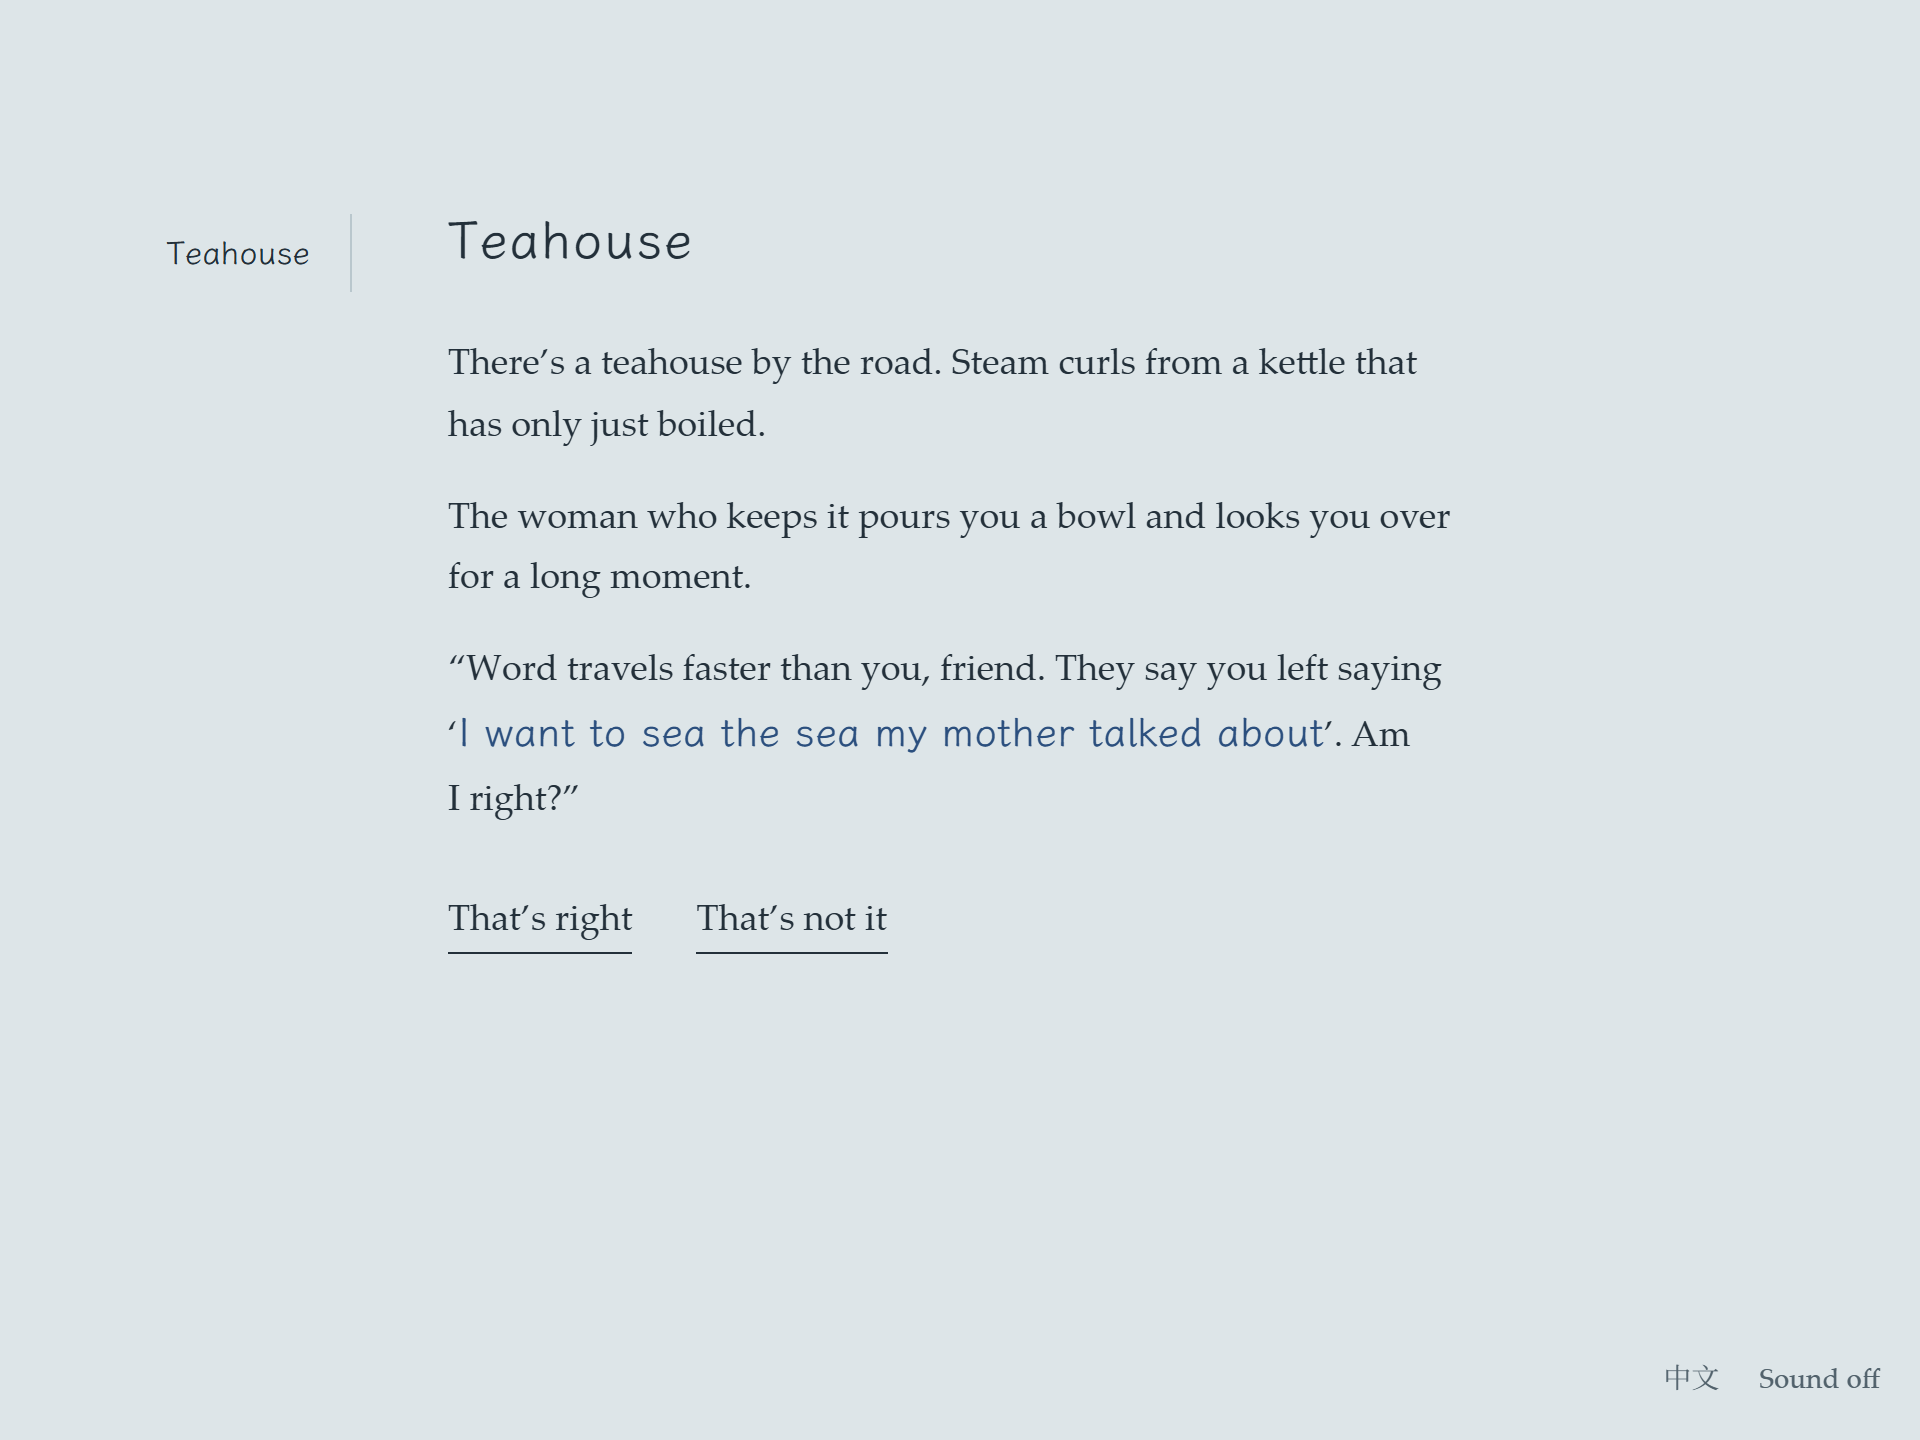 Teahouse
Teahouse
There’s a teahouse by the road. Steam curls from a kettle that
has only just boiled.
The woman who keeps it pours you a bowl and looks you over
for a long moment.
“Word travels faster than you, friend. They say you left saying
‘I want to sea the sea my mother talked about’. Am
I right?”
That’s right
That’s not it
中文
Sound off